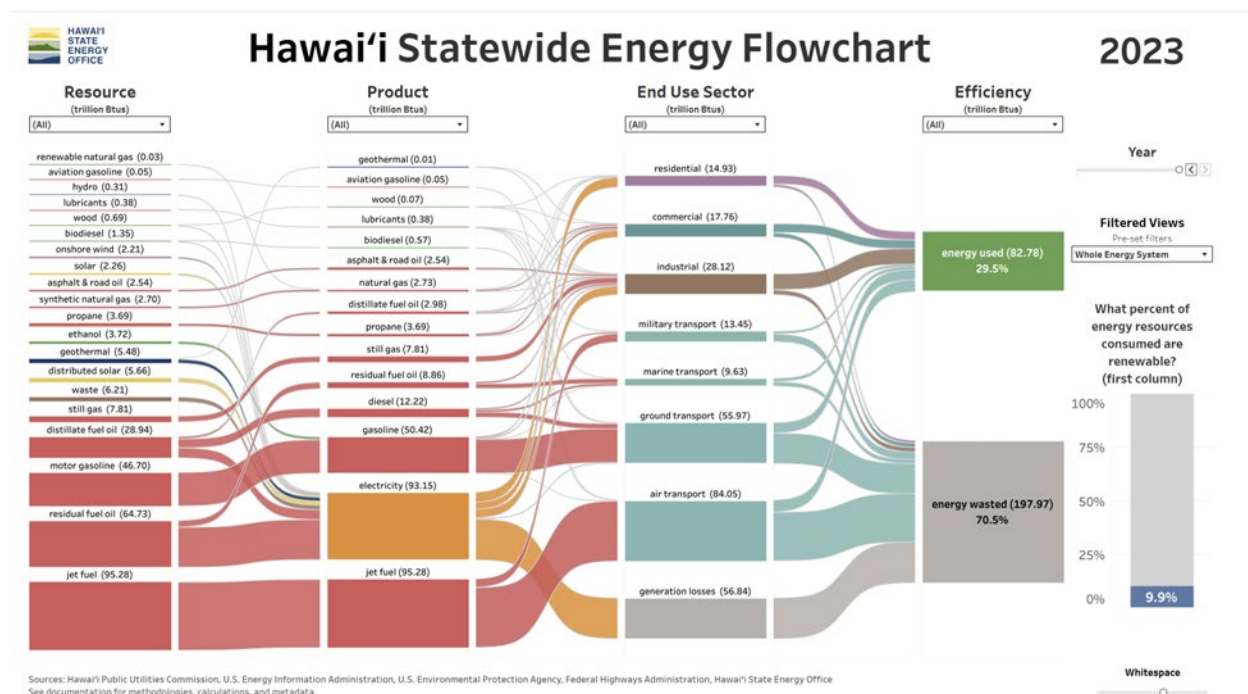 HAWAI'I
STATE
ENERGY
OFFICE
Hawaiʻi Statewide Energy Flowchart
2023
Resource
(trillion Btus)
(All)
Product
(trillion Btus)
(All)
End Use Sector
(trillion Btus)
(All)
Efficiency
(trillion Btus)
(All)
renewable natural gas (0.03)
aviation gasoline (0.05)
hydro (0.31)
lubricants (0.38)
wood (0.69)
biodiesel (1.35)
onshore wind (2.21)
solar (2.26)
asphalt & road oil (2.54)
synthetic natural gas (2.70)
propane (3.69)
ethanol (3.72)
geothermal (5.48)
distributed solar (5.66)
waste (6.21)
still gas (7.81)
distillate fuel oil (28.94)
motor gasoline (46.70)
residual fuel oil (64.73)
jet fuel (95.28)
geothermal (0.01)
aviation gasoline (0.05)
wood (0.07)
lubricants (0.38)
biodiesel (0.57)
asphalt & road oil (2.54)
natural gas (2.73)
distillate fuel oil (2.98)
propane (3.69)
still gas (7.81)
residual fuel oil (8.86)
diesel (12.22)
gasoline (50.42)
electricity (93.15)
jet fuel (95.28)
residential (14.93)
commercial (17.76)
industrial (28.12)
military transport (13.45)
marine transport (9.63)
ground transport (55.97)
air transport (84.05)
generation losses (56.84)
energy used (82.78)
29.5%
energy wasted (197.97)
70.5%
Year
Filtered Views
Pre-set filters
Whole Energy System
What percent of
energy resources
consumed are
renewable?
(first column)
100%
75%
50%
25%
0%
9.9%
Whitespace
Sources: Hawaiʻi Public Utilities Commission, U.S. Energy Information Administration, U.S. Environmental Protection Agency, Federal Highways Administration, Hawaiʻi State Energy Office
See documentation for methodologies, calculations, and metadata.